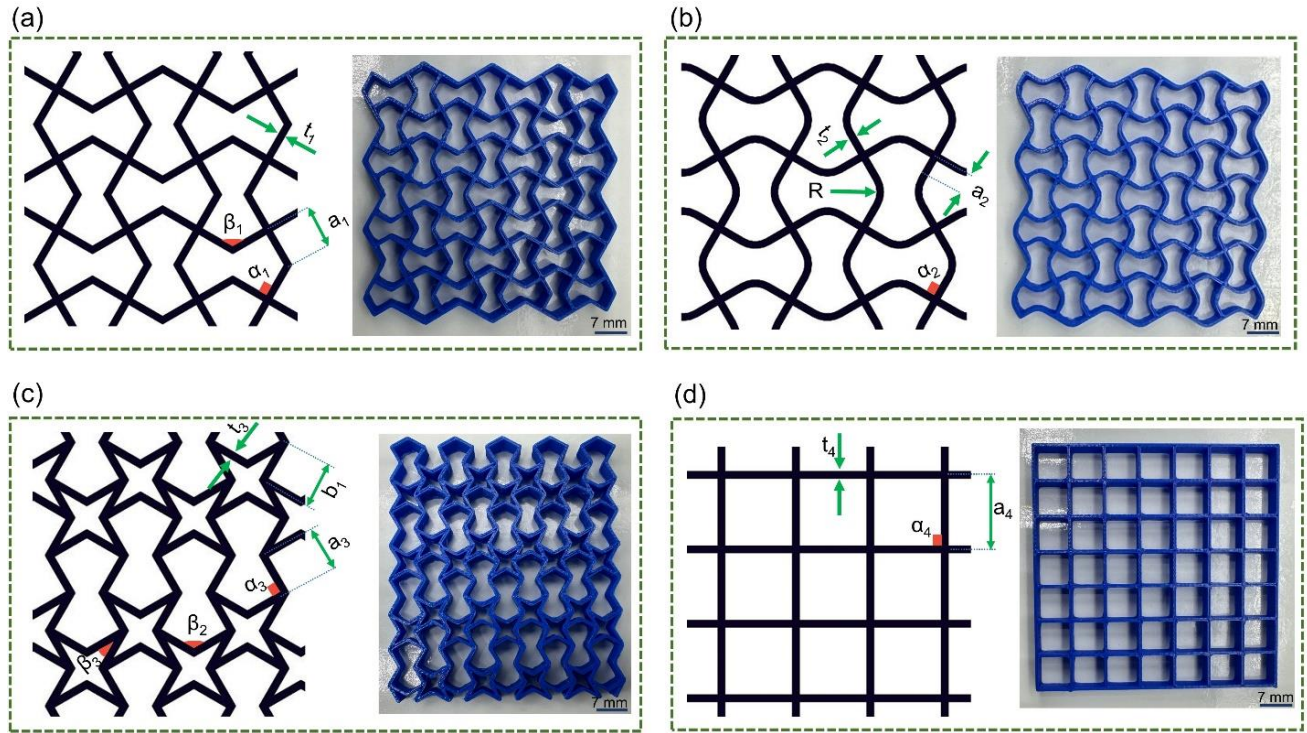 (a)
t₁
β₁
a₁
α₁
7 mm
(b)
t₂
R
a₂
α₂
7 mm
(c)
t₃
b₁
a₃
α₃
β₂
β₃
7 mm
(d)
t₄
a₄
α₄
7 mm